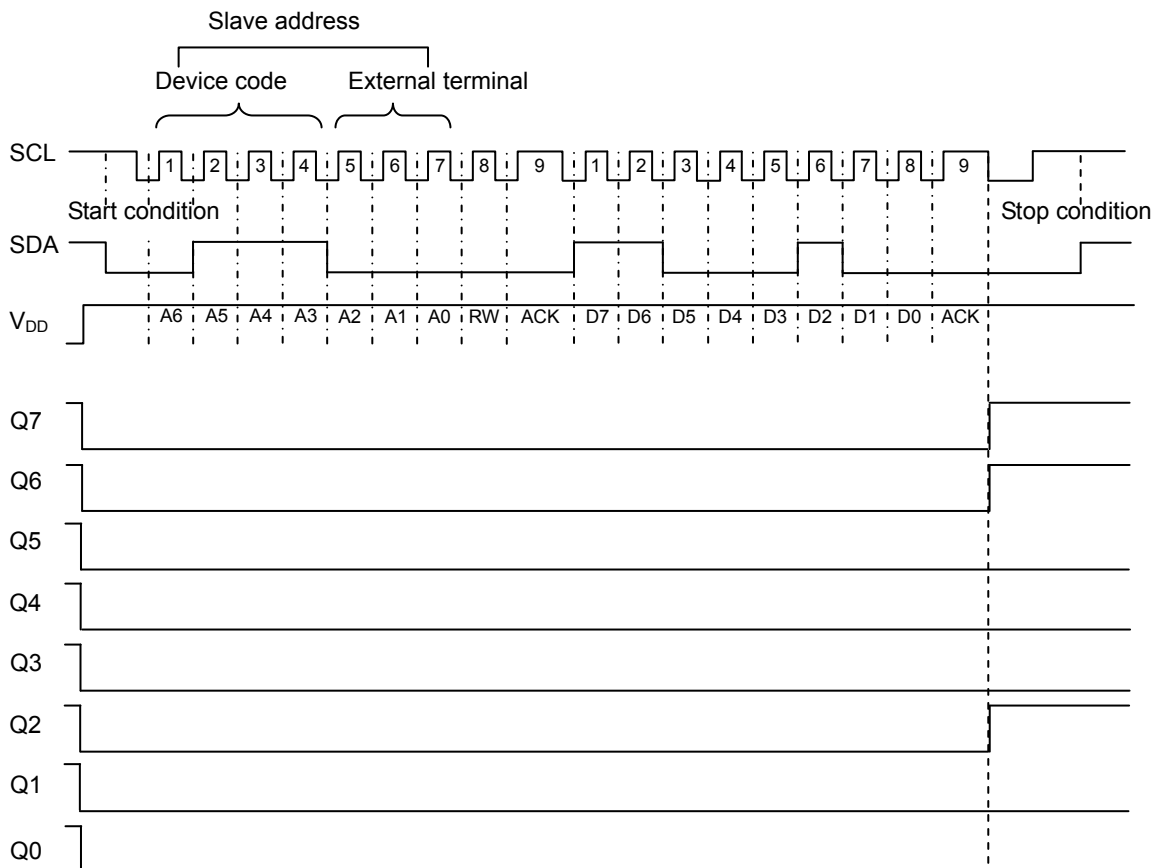 Slave address
Device code External terminal
SCL 1 2 3 4 5 6 7 8 9 1 2 3 4 5 6 7 8 9
Start condition Stop condition
SDA
VDD A6 A5 A4 A3 A2 A1 A0 RW ACK D7 D6 D5 D4 D3 D2 D1 D0 ACK
Q7
Q6
Q5
Q4
Q3
Q2
Q1
Q0